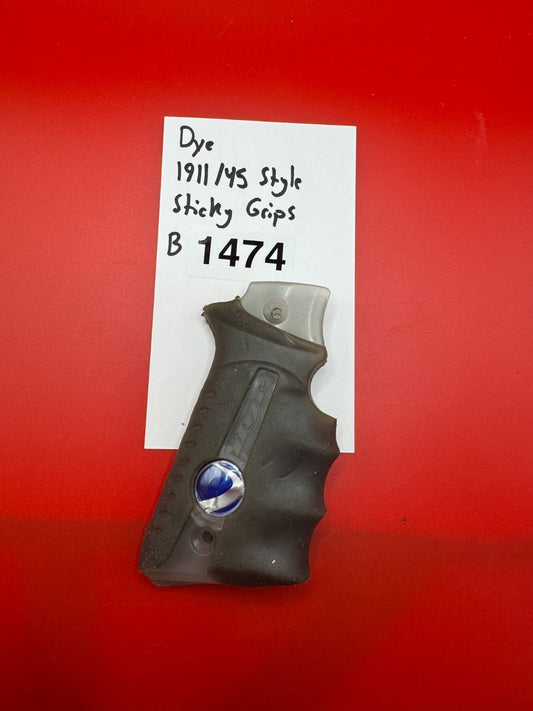 Dye
1911/45 Style
Sticky Grips
B 1474